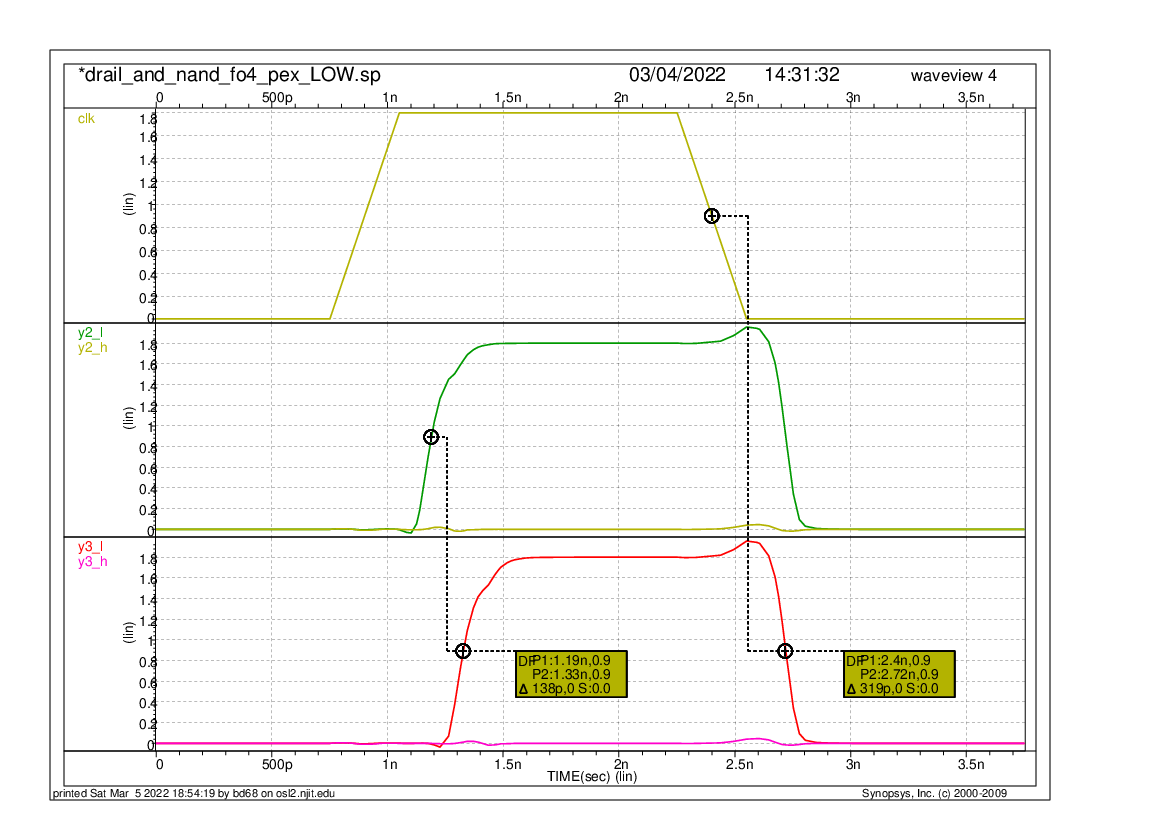 *drail_and_nand_fo4_pex_LOW.sp 03/04/2022 14:31:32 waveview 4
0 500p 1n 1.5n 2n 2.5n 3n 3.5n
clk
1.8
1.6
1.4
1.2
1
0.8
0.6
0.4
0.2
0
(lin)
y2_l
y2_h
1.8
1.6
1.4
1.2
1
0.8
0.6
0.4
0.2
0
(lin)
y3_l
y3_h
1.8
1.6
1.4
1.2
1
0.8
0.6
0.4
0.2
0
(lin)
P1:1.19n,0.9
P2:1.33n,0.9
Δ 138p,0 S:0.0
P1:2.4n,0.9
P2:2.72n,0.9
Δ 319p,0 S:0.0
0 500p 1n 1.5n 2n 2.5n 3n 3.5n
TIME(sec) (lin)
printed Sat Mar 5 2022 18:54:19 by bd68 on osl2.njit.edu Synopsys, Inc. (c) 2000-2009